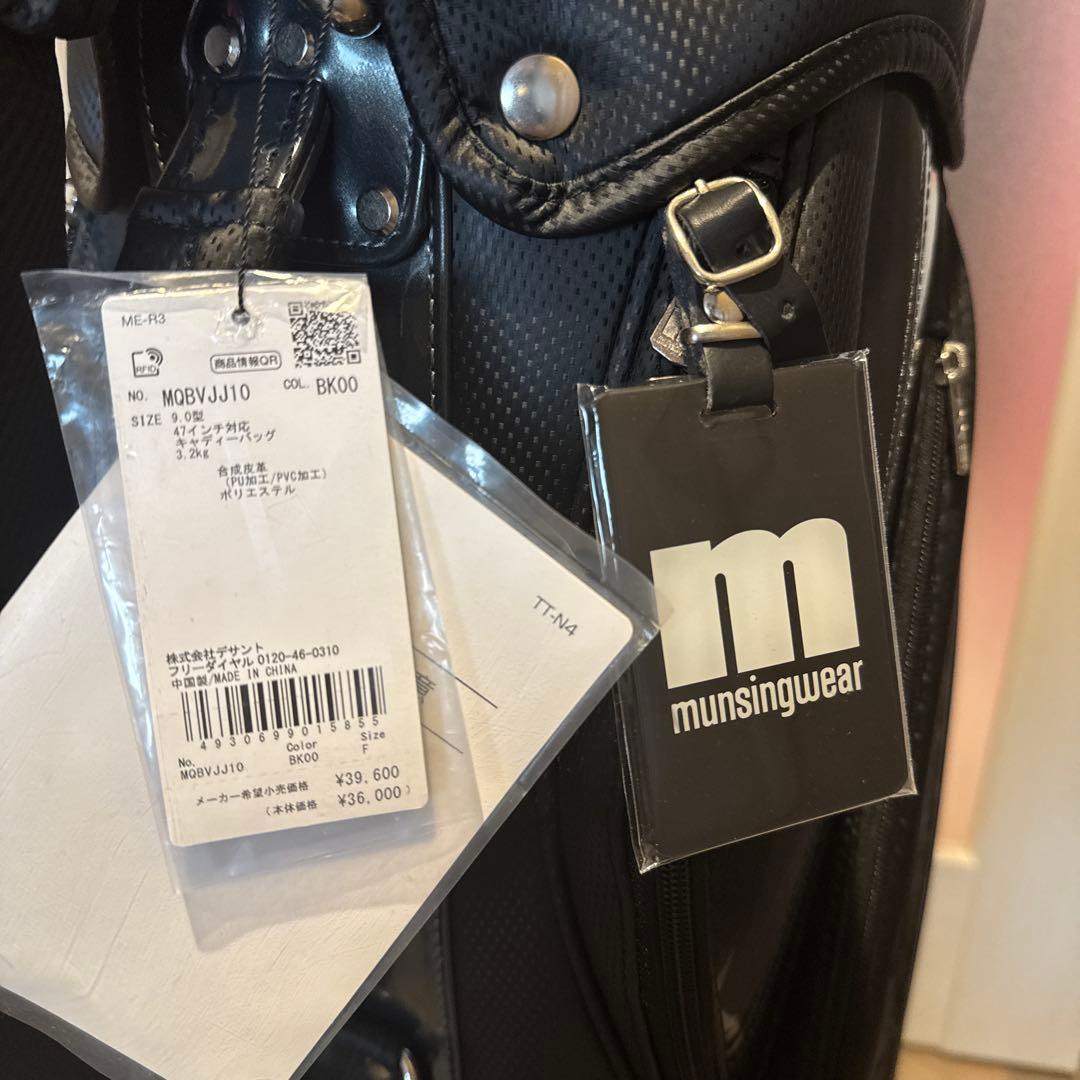 ME-R3
RFID
商品情報QR
NO. MQBVJJ10 COL. BK00
SIZE 9.0型
47インチ対応
キャディーバッグ
3.2kg
合成皮革
(PU加工/PVC加工)
ポリエステル
株式会社デサント
フリーダイヤル 0120-46-0310
中国製/MADE IN CHINA
4930699015855
No. Color Size
MQBVJJ10 BK00 F
メーカー希望小売価格 ¥39,600
(本体価格 ¥36,000)
TT-N4
m
munsingwear